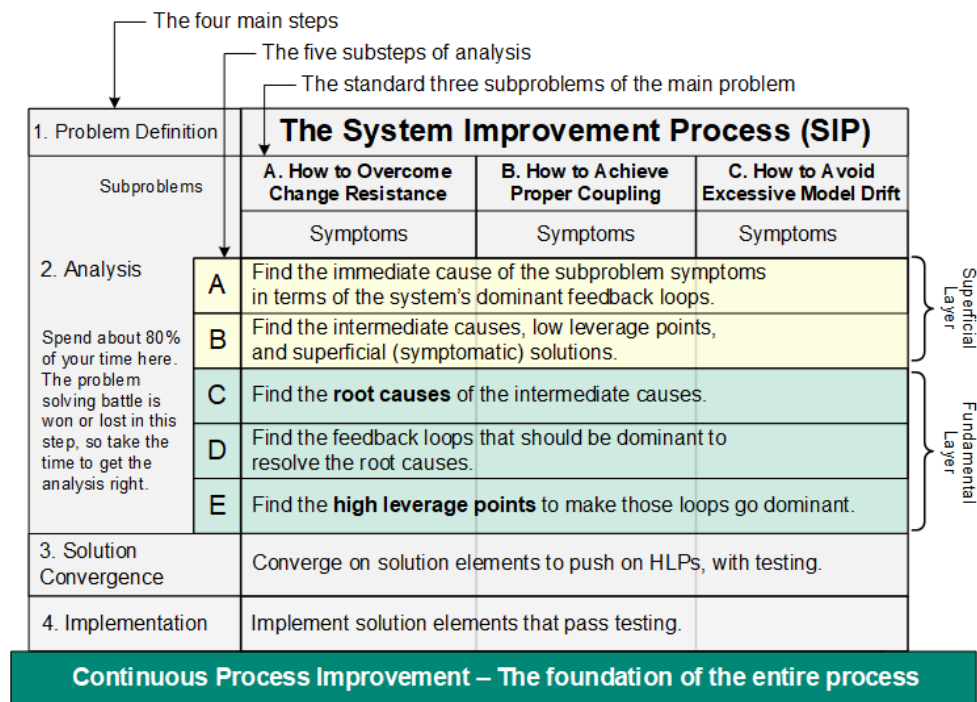 The four main steps
The five substeps of analysis
The standard three subproblems of the main problem
1. Problem Definition
The System Improvement Process (SIP)
Subproblems
A. How to Overcome
Change Resistance
B. How to Achieve
Proper Coupling
C. How to Avoid
Excessive Model Drift
Symptoms
Symptoms
Symptoms
2. Analysis
Spend about 80%
of your time here.
The problem
solving battle is
won or lost in this
step, so take the
time to get the
analysis right.
A
Find the immediate cause of the subproblem symptoms
in terms of the system's dominant feedback loops.
B
Find the intermediate causes, low leverage points,
and superficial (symptomatic) solutions.
Superficial
Layer
C
Find the root causes of the intermediate causes.
D
Find the feedback loops that should be dominant to
resolve the root causes.
E
Find the high leverage points to make those loops go dominant.
Fundamental
Layer
3. Solution
Convergence
Converge on solution elements to push on HLPs, with testing.
4. Implementation
Implement solution elements that pass testing.
Continuous Process Improvement – The foundation of the entire process